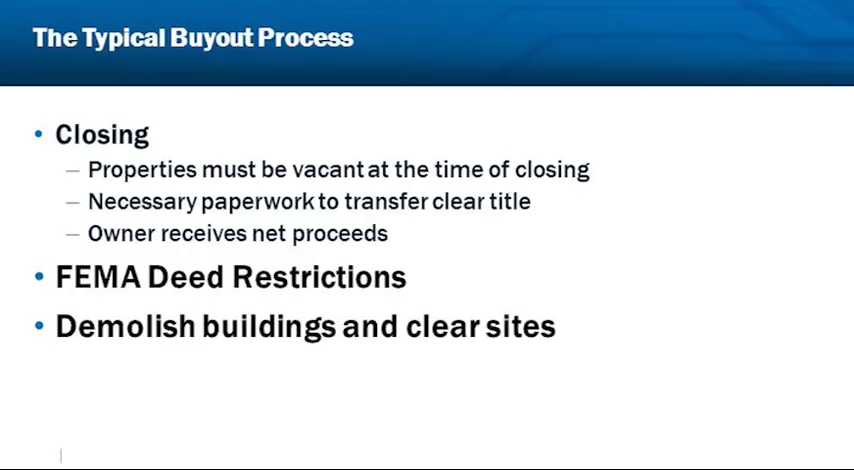 The Typical Buyout Process
• Closing
– Properties must be vacant at the time of closing
– Necessary paperwork to transfer clear title
– Owner receives net proceeds
• FEMA Deed Restrictions
• Demolish buildings and clear sites